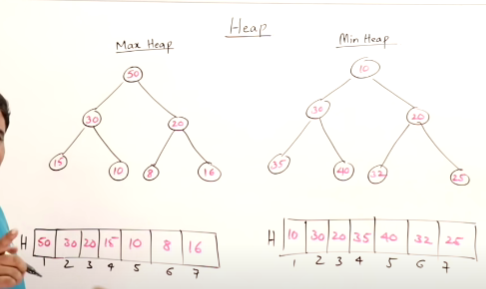 Heap
Max Heap
50
30 20
15 10 8 16
H 50 30 20 15 10 8 16
1 2 3 4 5 6 7
Min Heap
10
30 20
35 40 32 25
H 10 30 20 35 40 32 25
1 2 3 4 5 6 7